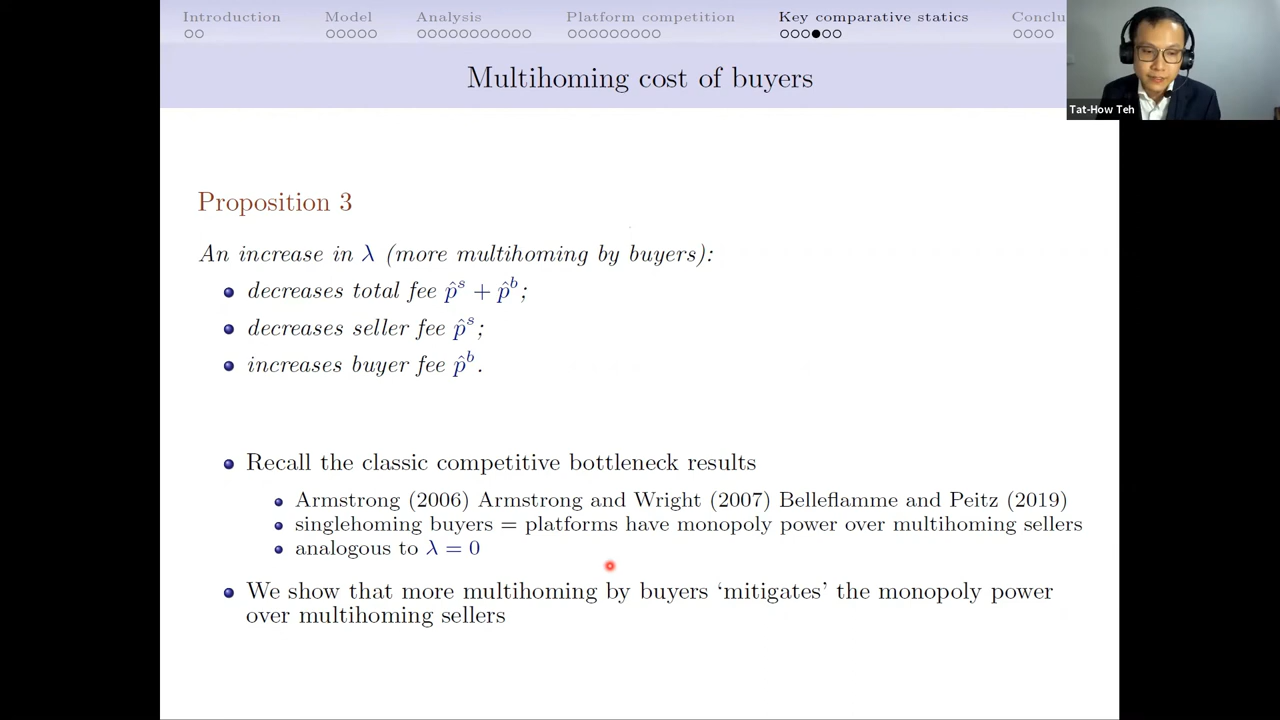 Introduction Model Analysis Platform competition Key comparative statics Conclu
Multihoming cost of buyers
Tat-How Teh
Proposition 3
An increase in λ (more multihoming by buyers):
decreases total fee p̂ˢ + p̂ᵇ;
decreases seller fee p̂ˢ;
increases buyer fee p̂ᵇ.
Recall the classic competitive bottleneck results
Armstrong (2006) Armstrong and Wright (2007) Belleflamme and Peitz (2019)
singlehoming buyers = platforms have monopoly power over multihoming sellers
analogous to λ = 0
We show that more multihoming by buyers ‘mitigates’ the monopoly power
over multihoming sellers